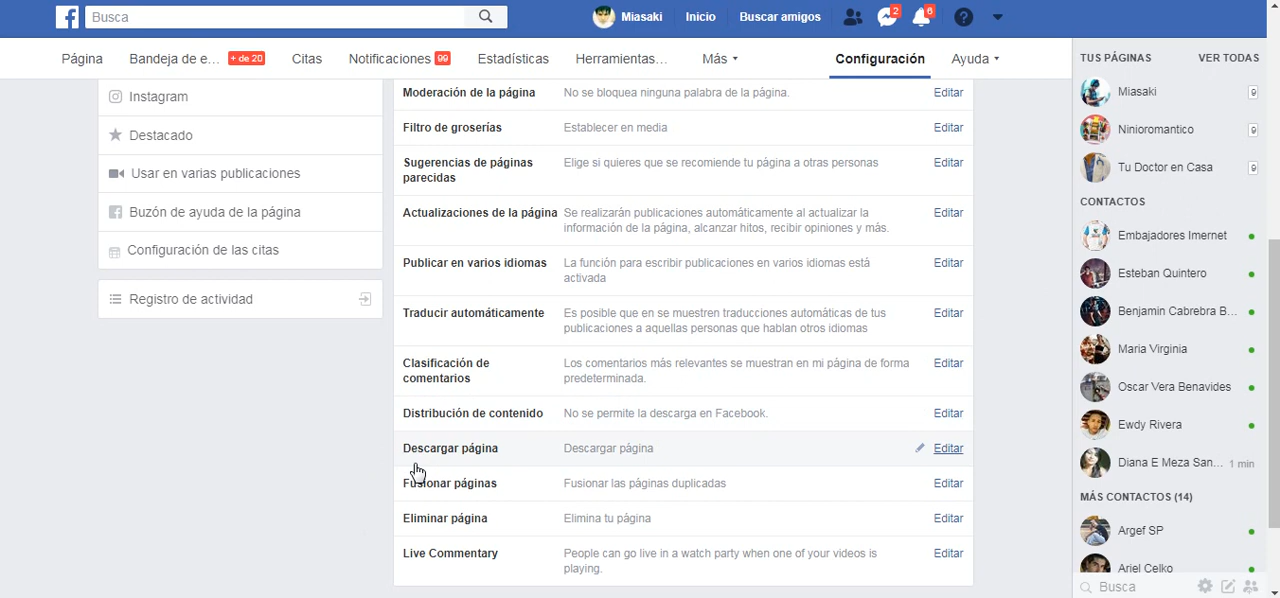 f Busca Miasaki Inicio Buscar amigos 2 6 ?
Página Bandeja de e... + de 20 Citas Notificaciones 99 Estadísticas Herramientas... Más Configuración Ayuda
Instagram
Destacado
Usar en varias publicaciones
Buzón de ayuda de la página
Configuración de las citas
Registro de actividad
Moderación de la página No se bloquea ninguna palabra de la página. Editar
Filtro de groserías Establecer en media Editar
Sugerencias de páginas Elige si quieres que se recomiende tu página a otras personas Editar
parecidas
Actualizaciones de la página Se realizarán publicaciones automáticamente al actualizar la Editar
información de la página, alcanzar hitos, recibir opiniones y más.
Publicar en varios idiomas La función para escribir publicaciones en varios idiomas está Editar
activada
Traducir automáticamente Es posible que en se muestren traducciones automáticas de tus Editar
publicaciones a aquellas personas que hablan otros idiomas
Clasificación de Los comentarios más relevantes se muestran en mi página de forma Editar
comentarios predeterminada.
Distribución de contenido No se permite la descarga en Facebook. Editar
Descargar página Descargar página Editar
Fusionar páginas Fusionar las páginas duplicadas Editar
Eliminar página Elimina tu página Editar
Live Commentary People can go live in a watch party when one of your videos is Editar
playing.
TUS PÁGINAS VER TODAS
Miasaki 9
Ninioromantico 9
Tu Doctor en Casa 9
CONTACTOS
Embajadores Imernet
Esteban Quintero
Benjamin Cabrebra B...
Maria Virginia
Oscar Vera Benavides
Ewdy Rivera
Diana E Meza San... 1 min
MÁS CONTACTOS (14)
Argef SP
Ariel Celko
Busca